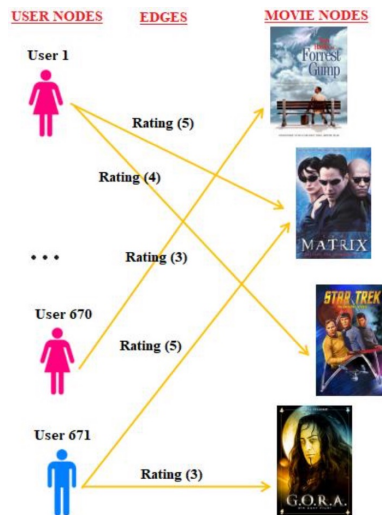 USER NODES EDGES MOVIE NODES
User 1
Forrest
Gump
Rating (5)
Rating (4)
MATRIX
...
Rating (3)
STAR TREK
User 670
Rating (5)
User 671
Rating (3)
G.O.R.A.